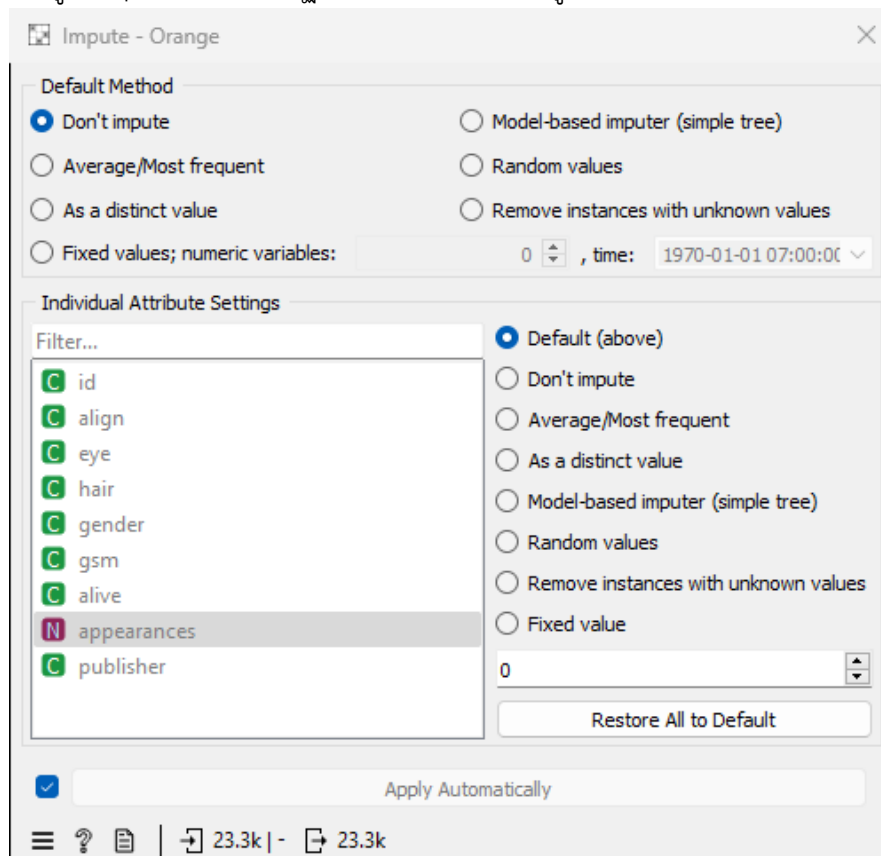 Impute - Orange
Default Method
Don't impute
Model-based imputer (simple tree)
Average/Most frequent
Random values
As a distinct value
Remove instances with unknown values
Fixed values; numeric variables: 0 , time: 1970-01-01 07:00:0
Individual Attribute Settings
Filter...
Default (above)
C id
Don't impute
C align
Average/Most frequent
C eye
As a distinct value
C hair
Model-based imputer (simple tree)
C gender
Random values
C gsm
Remove instances with unknown values
C alive
Fixed value
N appearances
0
C publisher
Restore All to Default
Apply Automatically
23.3k | - 23.3k